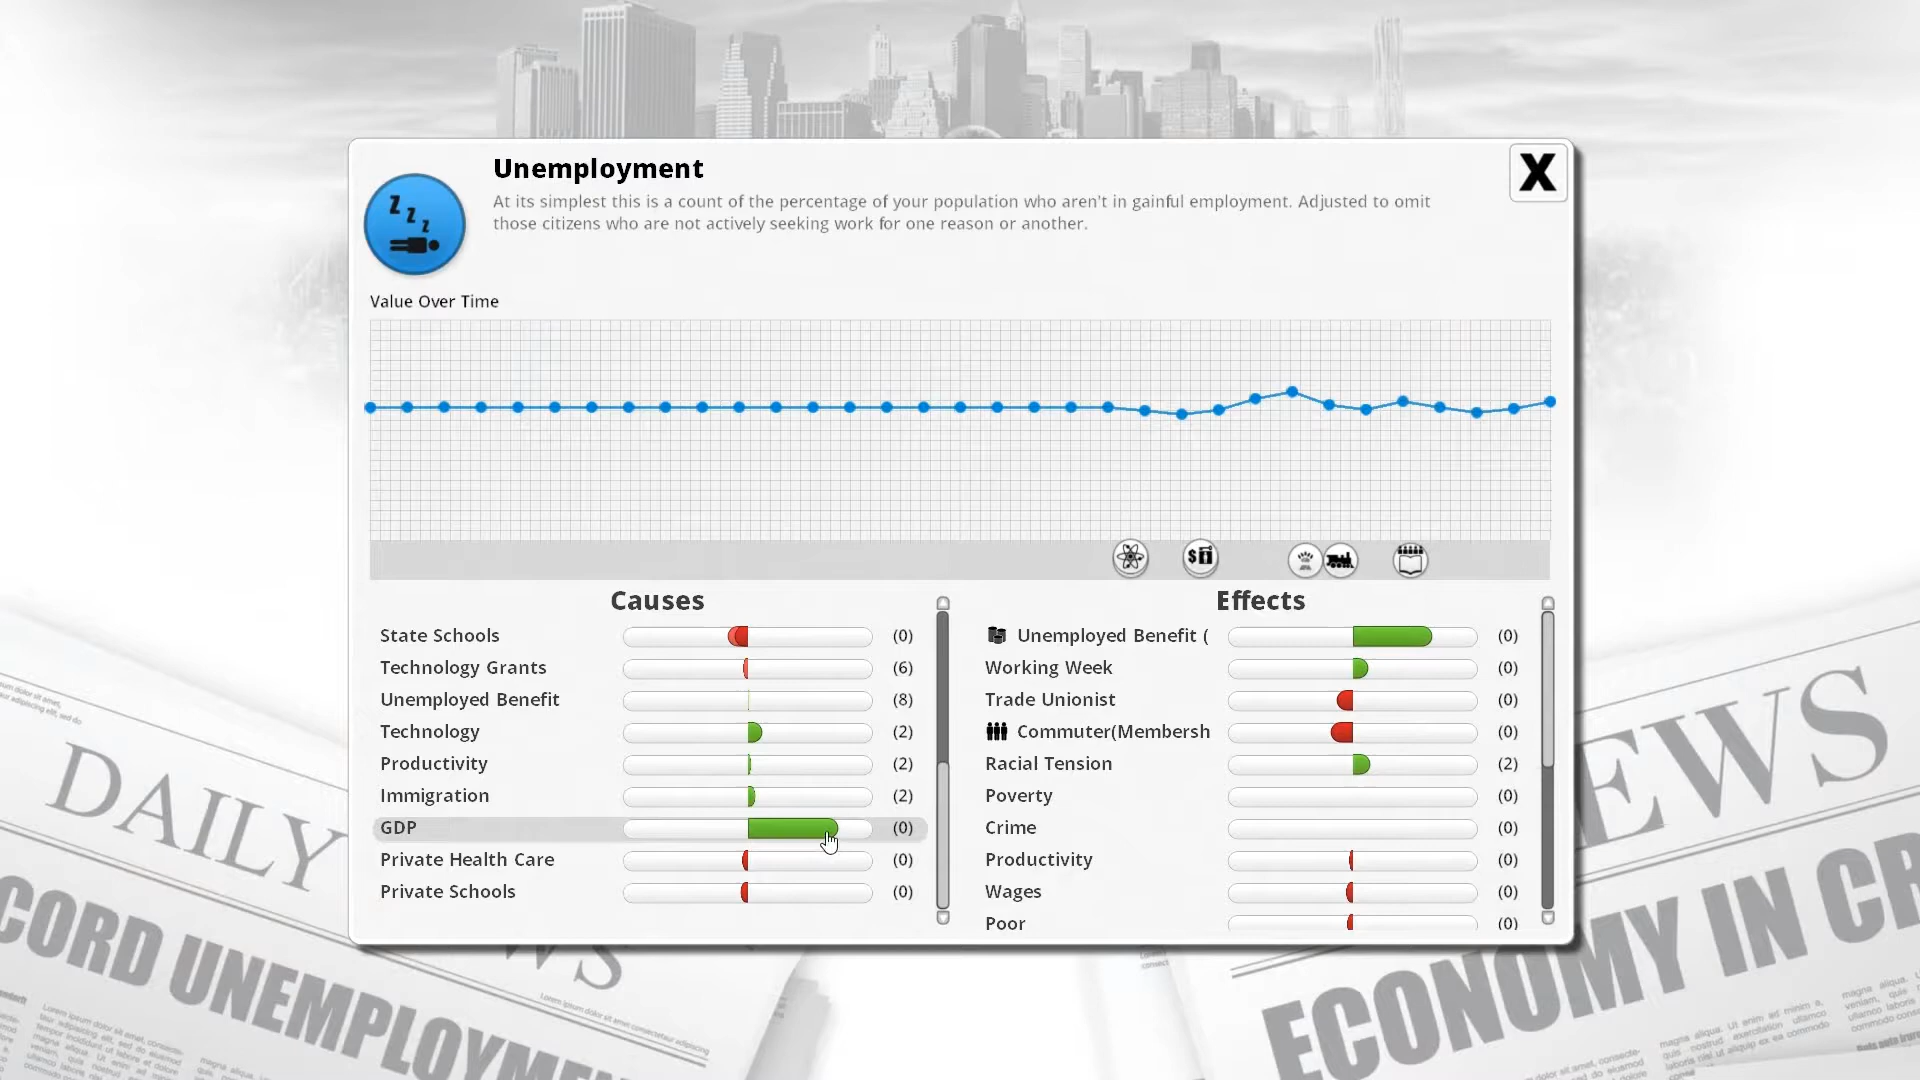 Unemployment
X
At its simplest this is a count of the percentage of your population who aren't in gainful employment. Adjusted to omit
those citizens who are not actively seeking work for one reason or another.
z z z
Value Over Time
$
Causes
State Schools (0)
Technology Grants (6)
Unemployed Benefit (8)
Technology (2)
Productivity (2)
Immigration (2)
GDP (0)
Private Health Care (0)
Private Schools (0)
Effects
Unemployed Benefit ( (0)
Working Week (0)
Trade Unionist (0)
Commuter(Membersh (0)
Racial Tension (2)
Poverty (0)
Crime (0)
Productivity (0)
Wages (0)
Poor (0)
DAILY
NEWS
CORD UNEMPLOYME
EWS
ECONOMY IN CR